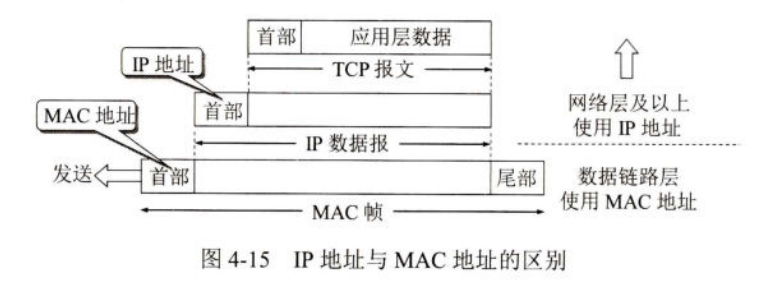 首部 应用层数据
IP 地址
TCP 报文
首部
网络层及以上
使用 IP 地址
MAC 地址
IP 数据报
发送
首部
尾部
数据链路层
使用 MAC 地址
MAC 帧
图 4-15 IP 地址与 MAC 地址的区别